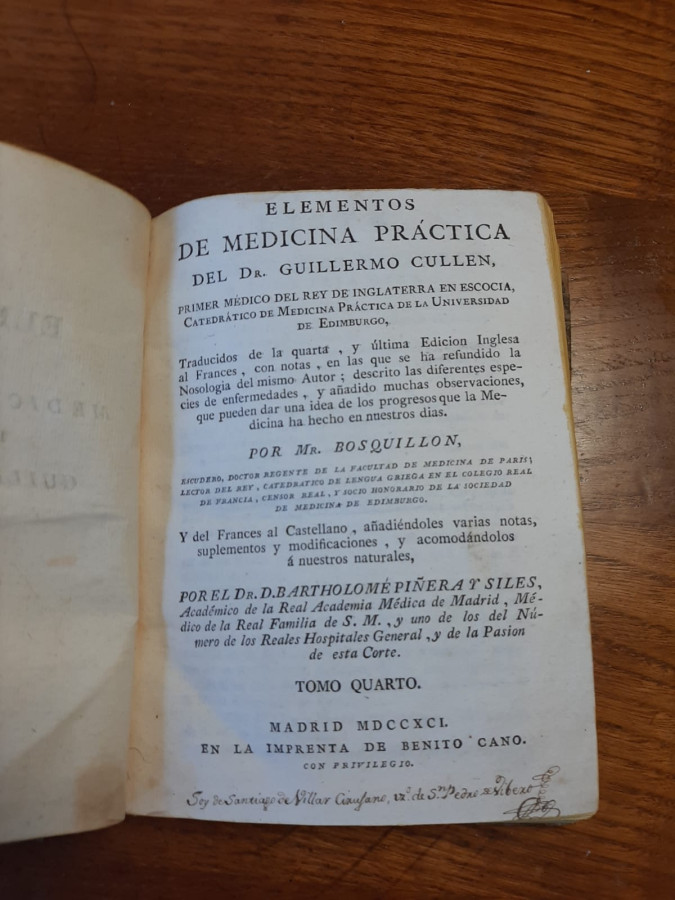 ELEMENTOS
DE MEDICINA PRÁCTICA
DEL DR. GUILLERMO CULLEN,
PRIMER MÉDICO DEL REY DE INGLATERRA EN ESCOCIA,
CATEDRÁTICO DE MEDICINA PRÁCTICA DE LA UNIVERSIDAD
DE EDIMBURGO,
Traducidos de la quarta, y última Edicion Inglesa
al Frances, con notas, en las que se ha refundido la
Nosologia del mismo Autor; descrito las diferentes espe-
cies de enfermedades, y añadido muchas observaciones,
que pueden dar una idea de los progresos que la Me-
dicina ha hecho en nuestros dias.
POR MR. BOSQUILLON,
ESCUDERO, DOCTOR REGENTE DE LA FACULTAD DE MEDICINA DE PARIS;
LECTOR DEL REY, CATEDRATICO DE LENGUA GRIEGA EN EL COLEGIO REAL
DE FRANCIA, CENSOR REAL, Y SOCIO HONORARIO DE LA SOCIEDAD
DE MEDICINA DE EDIMBURGO.
Y del Frances al Castellano, añadiéndoles varias notas,
suplementos y modificaciones, y acomodándolos
á nuestros naturales,
POR EL DR. D. BARTHOLOMÉ PIÑERA Y SILES,
Académico de la Real Academia Médica de Madrid, Mé-
dico de la Real Familia de S. M., y uno de los del Nú-
mero de los Reales Hospitales General, y de la Pasion
de esta Corte.
TOMO QUARTO.
MADRID MDCCXCI.
EN LA IMPRENTA DE BENITO CANO.
CON PRIVILEGIO.
Soy de Santiago de Villar Cirujano, de Sn. Pedro de